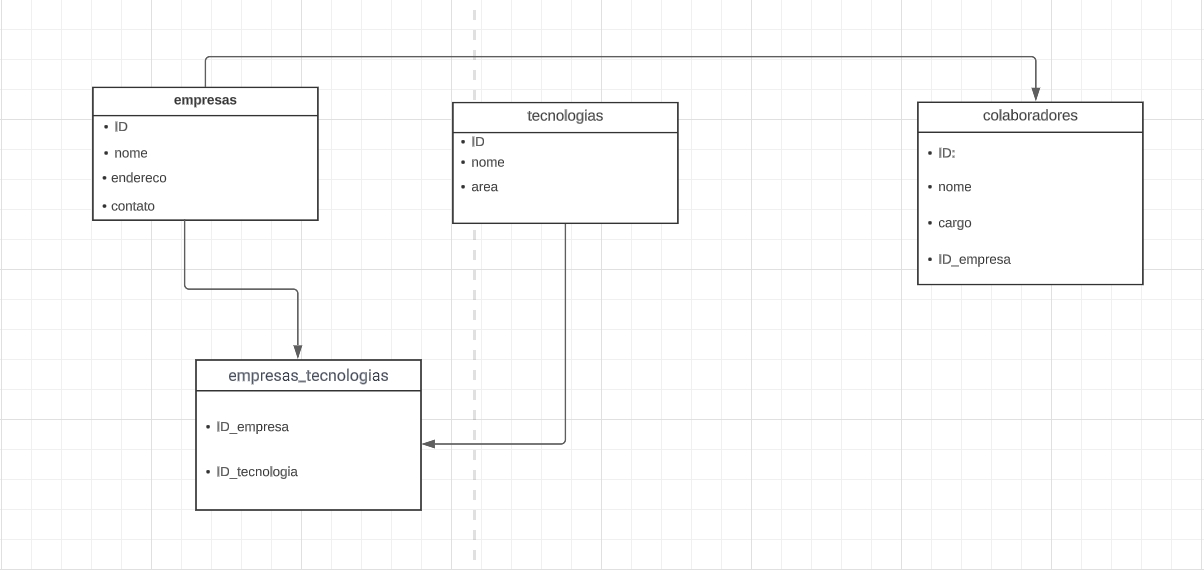 empresas
• ID
• nome
• endereco
• contato
tecnologias
• ID
• nome
• area
colaboradores
• ID:
• nome
• cargo
• ID_empresa
empresas_tecnologias
• ID_empresa
• ID_tecnologia